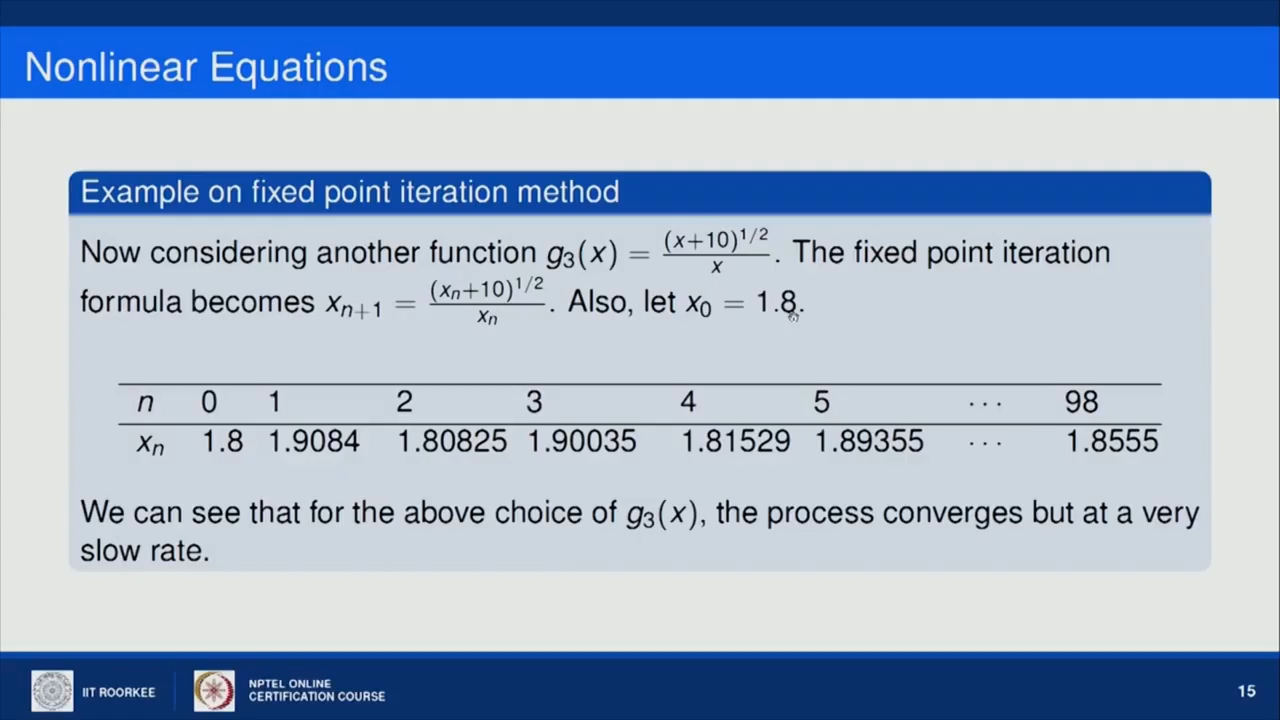 Nonlinear Equations
Example on fixed point iteration method
Now considering another function g₃(x) = (x+10)^1/2 / x. The fixed point iteration
formula becomes xₙ₊₁ = (xₙ+10)^1/2 / xₙ. Also, let x₀ = 1.8.
n 0 1 2 3 4 5 ··· 98
xₙ 1.8 1.9084 1.80825 1.90035 1.81529 1.89355 ··· 1.8555
We can see that for the above choice of g₃(x), the process converges but at a very
slow rate.
IIT ROORKEE
NPTEL ONLINE
CERTIFICATION COURSE
15